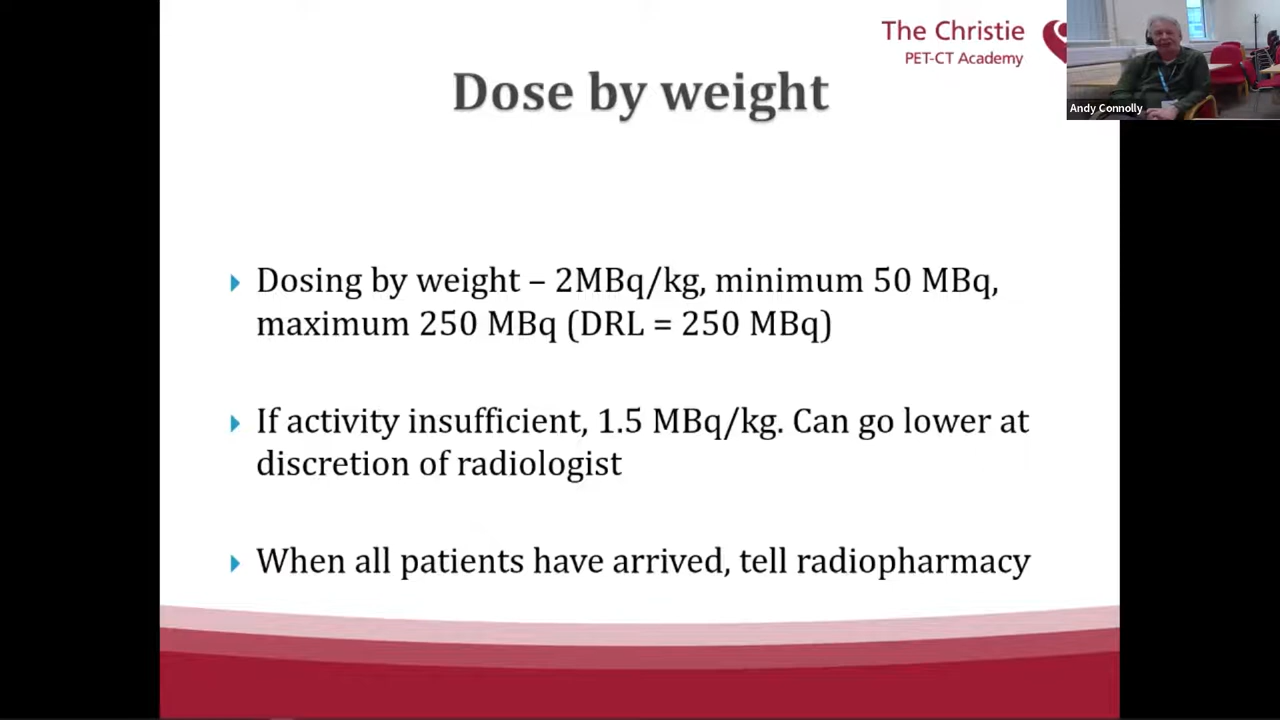 The Christie
PET-CT Academy
Andy Connolly
Dose by weight
Dosing by weight – 2MBq/kg, minimum 50 MBq,
maximum 250 MBq (DRL = 250 MBq)
If activity insufficient, 1.5 MBq/kg. Can go lower at
discretion of radiologist
When all patients have arrived, tell radiopharmacy